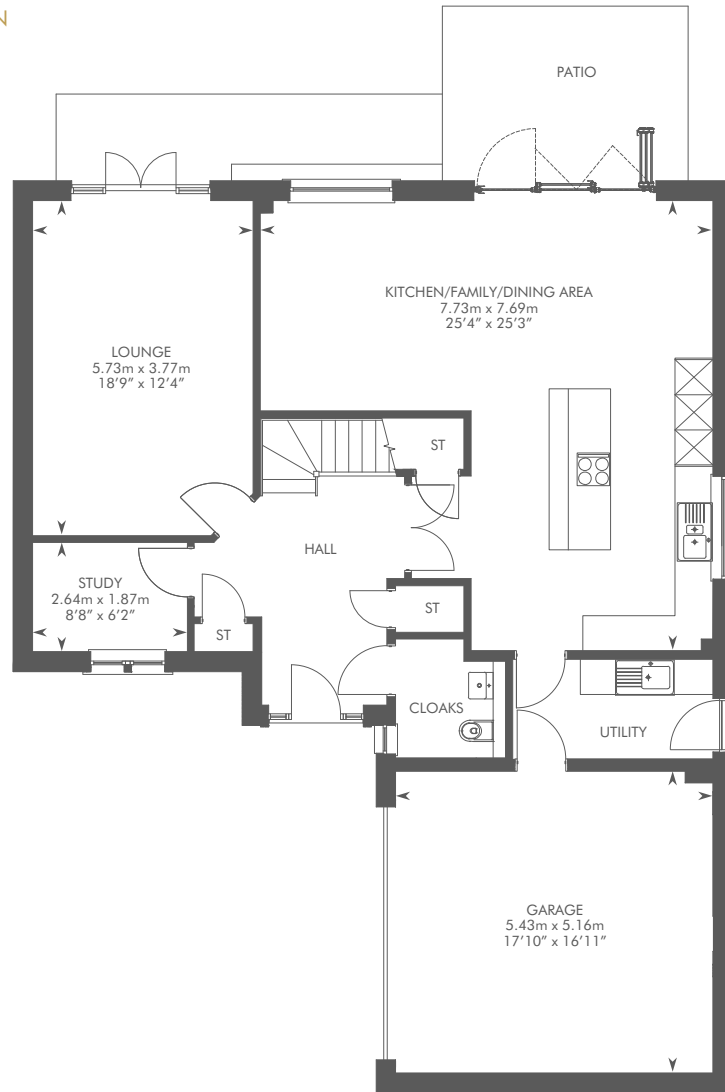 N
PATIO
KITCHEN/FAMILY/DINING AREA
7.73m x 7.69m
25’4” x 25’3”
LOUNGE
5.73m x 3.77m
18’9” x 12’4”
ST
HALL
STUDY
2.64m x 1.87m
8’8” x 6’2”
ST
ST
CLOAKS
UTILITY
GARAGE
5.43m x 5.16m
17’10” x 16’11”